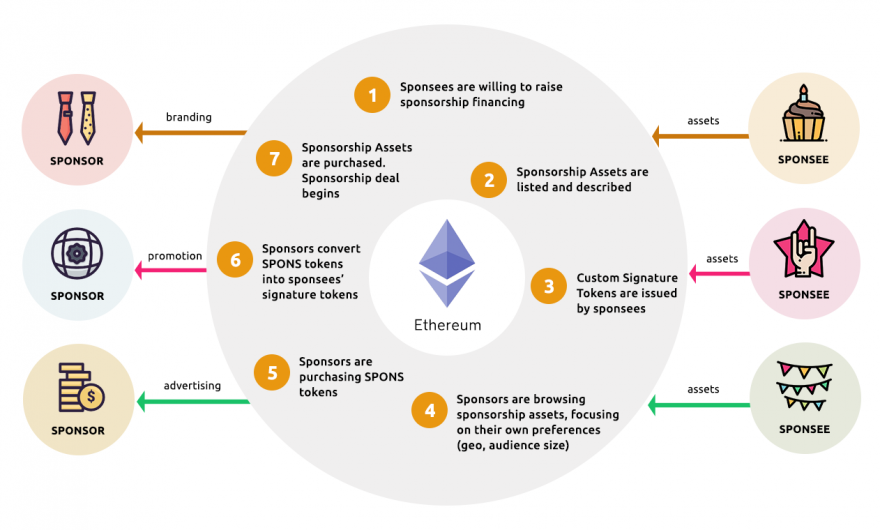 1
Sponsees are willing to raise
sponsorship financing
branding
SPONSOR
assets
SPONSEE
7
Sponsorship Assets
are purchased.
Sponsorship deal
begins
2
Sponsorship Assets are
listed and described
promotion
SPONSOR
6
Sponsors convert
SPONS tokens
into sponsees’
signature tokens
Ethereum
3
Custom Signature
Tokens are issued
by sponsees
assets
SPONSEE
advertising
$
SPONSOR
5
Sponsors are
purchasing SPONS
tokens
4
Sponsors are browsing
sponsorship assets, focusing
on their own preferences
(geo, audience size)
assets
SPONSEE